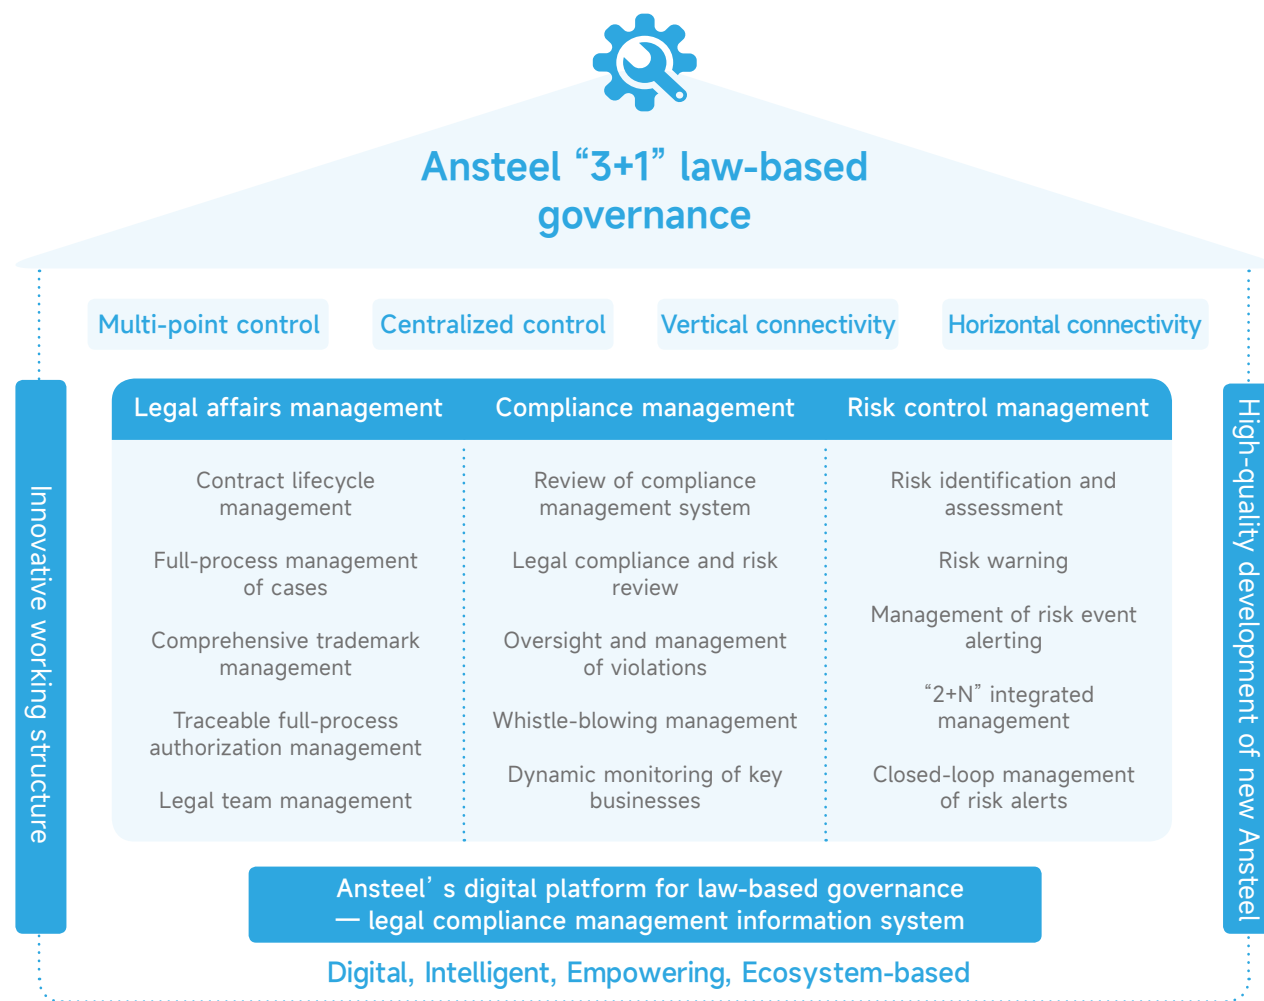 Ansteel “3+1” law-based
governance
Multi-point control
Centralized control
Vertical connectivity
Horizontal connectivity
Innovative working structure
Legal affairs management
Contract lifecycle
management
Full-process management
of cases
Comprehensive trademark
management
Traceable full-process
authorization management
Legal team management
Compliance management
Review of compliance
management system
Legal compliance and risk
review
Oversight and management
of violations
Whistle-blowing management
Dynamic monitoring of key
businesses
Risk control management
Risk identification and
assessment
Risk warning
Management of risk event
alerting
“2+N” integrated
management
Closed-loop management
of risk alerts
High-quality development of new Ansteel
Ansteel’ s digital platform for law-based governance
— legal compliance management information system
Digital, Intelligent, Empowering, Ecosystem-based